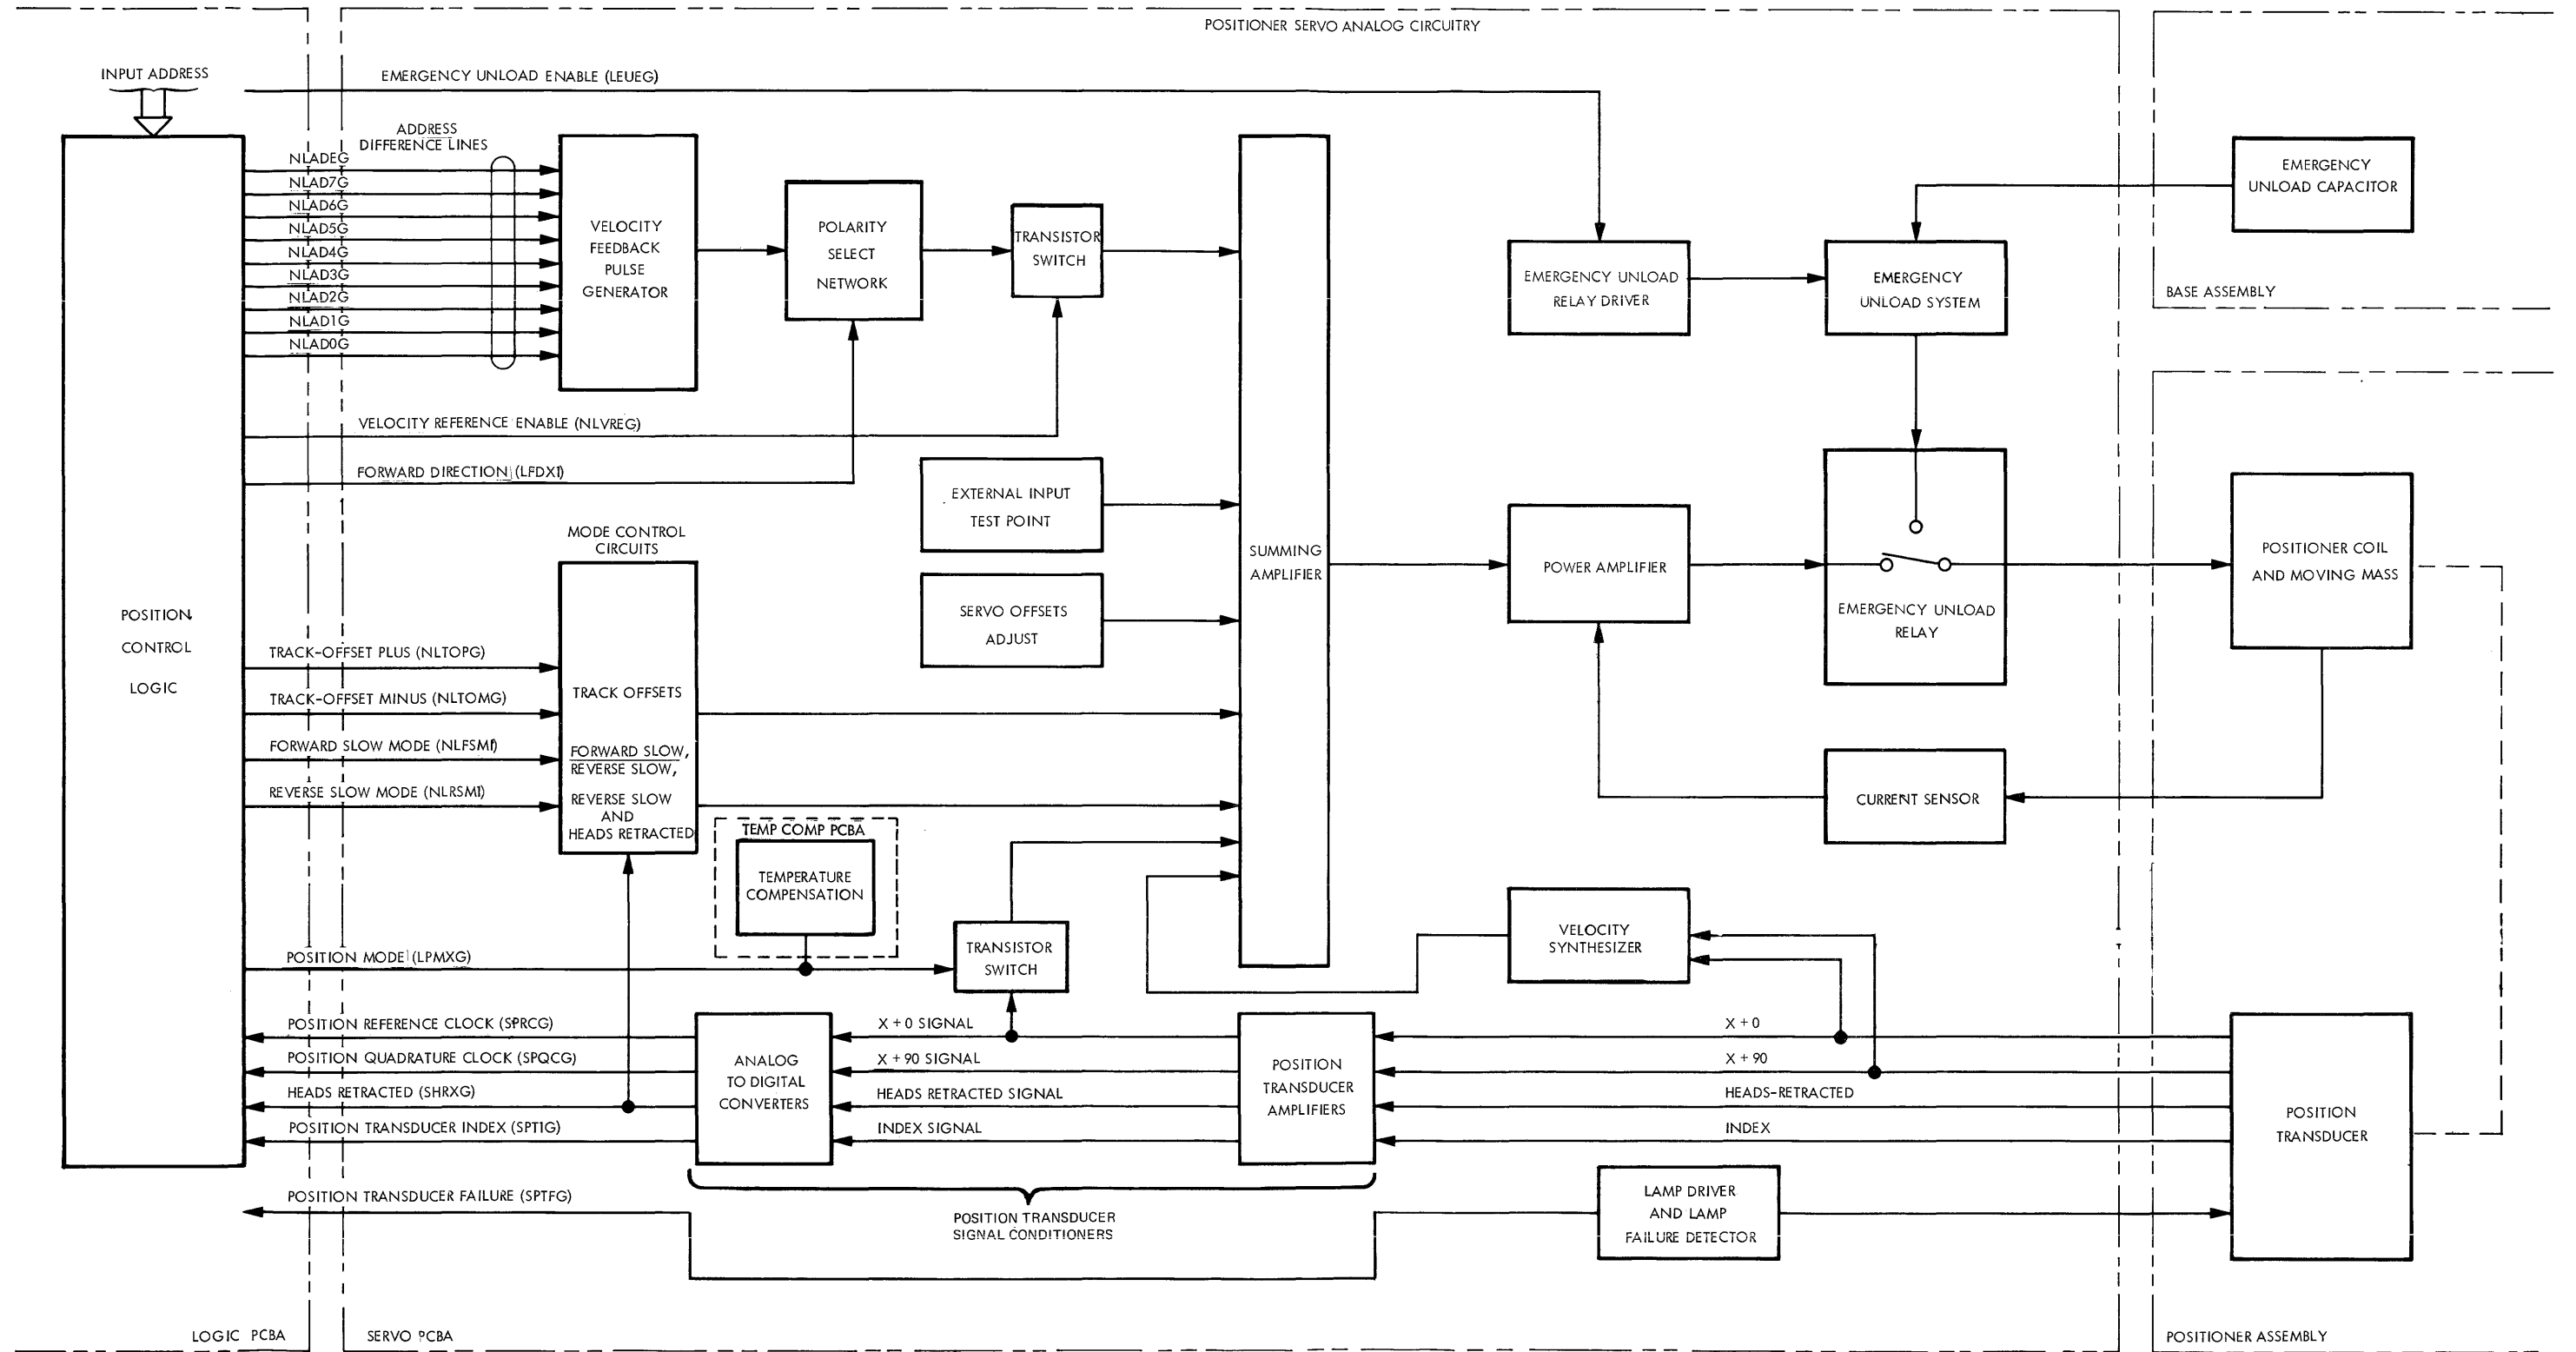 POSITIONER SERVO ANALOG CIRCUITRY
INPUT ADDRESS
EMERGENCY UNLOAD ENABLE (LEUEG)
ADDRESS
DIFFERENCE LINES
NLADEG
NLAD7G
NLAD6G
NLAD5G
NLAD4G
NLAD3G
NLAD2G
NLAD1G
NLAD0G
VELOCITY
FEEDBACK
PULSE
GENERATOR
POLARITY
SELECT
NETWORK
TRANSISTOR
SWITCH
EMERGENCY UNLOAD
RELAY DRIVER
EMERGENCY
UNLOAD SYSTEM
EMERGENCY
UNLOAD CAPACITOR
BASE ASSEMBLY
VELOCITY REFERENCE ENABLE (NLVREG)
FORWARD DIRECTION (LFDX1)
EXTERNAL INPUT
TEST POINT
SERVO OFFSETS
ADJUST
SUMMING
AMPLIFIER
POWER AMPLIFIER
EMERGENCY UNLOAD
RELAY
POSITIONER COIL
AND MOVING MASS
POSITION
CONTROL
LOGIC
MODE CONTROL
CIRCUITS
TRACK-OFFSET PLUS (NLTOPG)
TRACK-OFFSET MINUS (NLTOMG)
FORWARD SLOW MODE (NLFSM1)
REVERSE SLOW MODE (NLRSM1)
TRACK OFFSETS
FORWARD SLOW,
REVERSE SLOW,
REVERSE SLOW
AND
HEADS RETRACTED
CURRENT SENSOR
TEMP COMP PCBA
TEMPERATURE
COMPENSATION
TRANSISTOR
SWITCH
VELOCITY
SYNTHESIZER
POSITION MODE (LPMXG)
POSITION REFERENCE CLOCK (SPRCG)
POSITION QUADRATURE CLOCK (SPQCG)
HEADS RETRACTED (SHRXG)
POSITION TRANSDUCER INDEX (SPTIG)
ANALOG
TO DIGITAL
CONVERTERS
X + 0 SIGNAL
X + 90 SIGNAL
HEADS RETRACTED SIGNAL
INDEX SIGNAL
POSITION
TRANSDUCER
AMPLIFIERS
X + 0
X + 90
HEADS-RETRACTED
INDEX
POSITION
TRANSDUCER
POSITION TRANSDUCER FAILURE (SPTFG)
POSITION TRANSDUCER
SIGNAL CONDITIONERS
LAMP DRIVER
AND LAMP
FAILURE DETECTOR
LOGIC PCBA
SERVO PCBA
POSITIONER ASSEMBLY